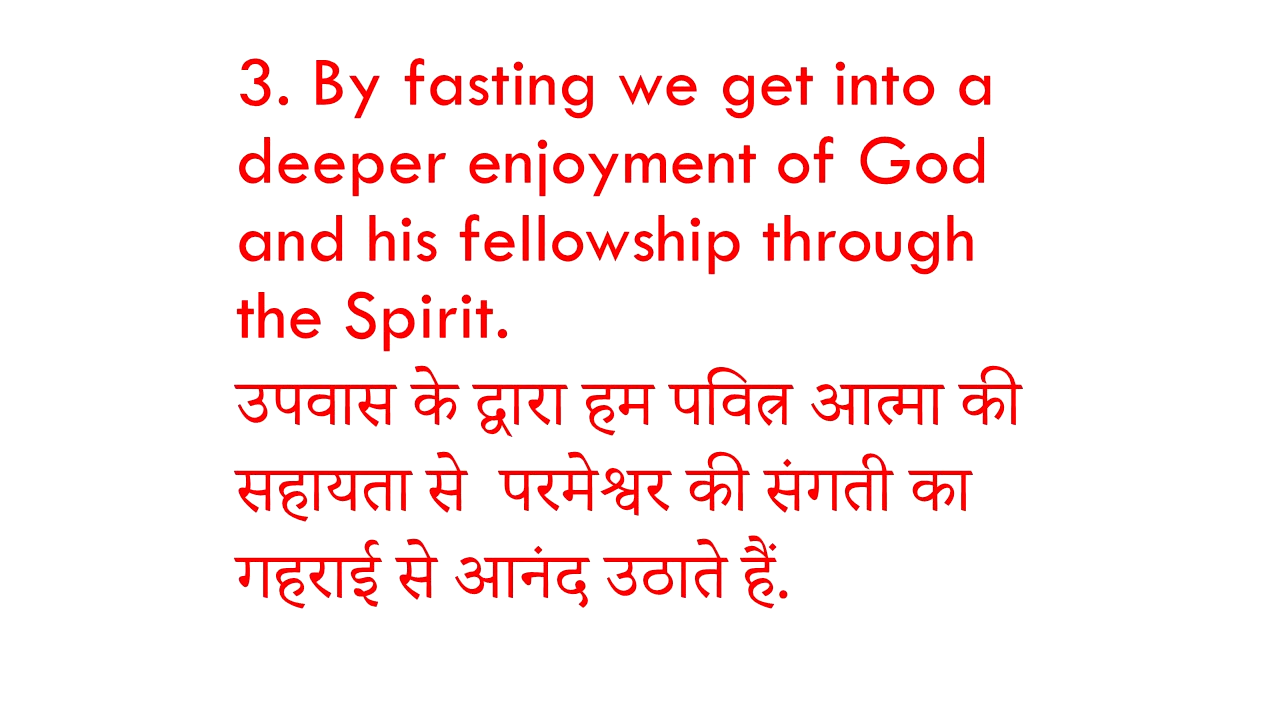 3. By fasting we get into a
deeper enjoyment of God
and his fellowship through
the Spirit.
उपवास के द्वारा हम पवित्र आत्मा की
सहायता से  परमेश्वर की संगती का
गहराई से आनंद उठाते हैं.